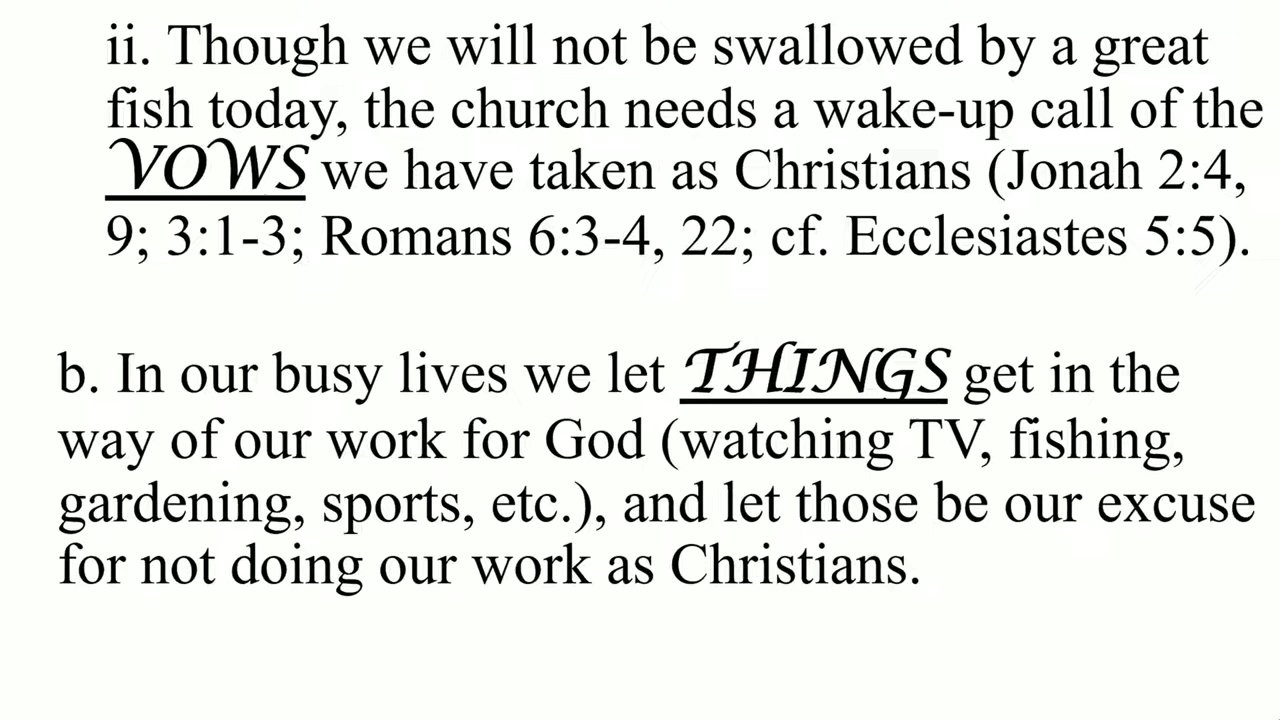 ii. Though we will not be swallowed by a great
fish today, the church needs a wake-up call of the
VOWS we have taken as Christians (Jonah 2:4,
9; 3:1-3; Romans 6:3-4, 22; cf. Ecclesiastes 5:5).
b. In our busy lives we let THINGS get in the
way of our work for God (watching TV, fishing,
gardening, sports, etc.), and let those be our excuse
for not doing our work as Christians.